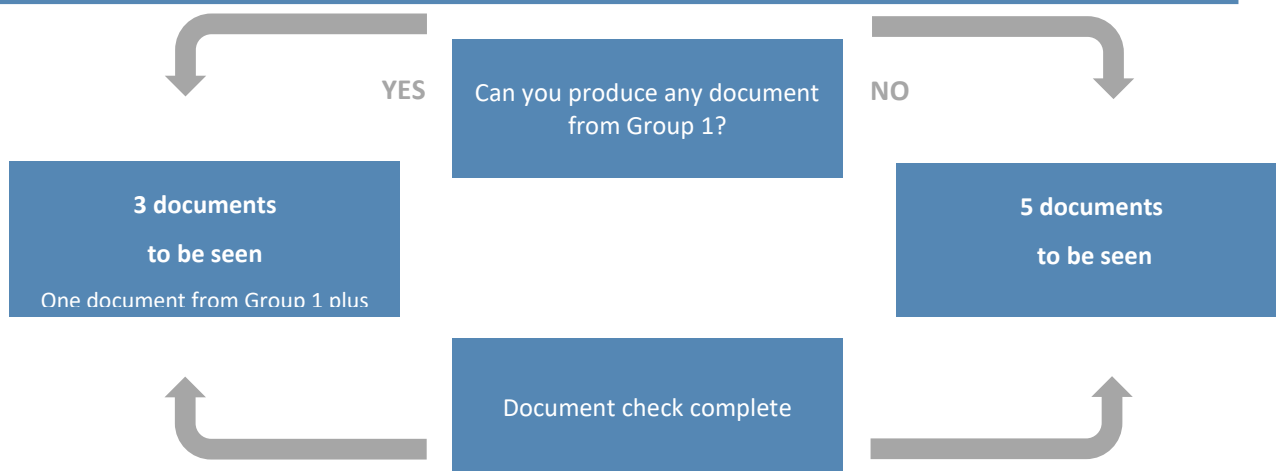 YES
Can you produce any document
from Group 1?
NO
3 documents
to be seen
One document from Group 1 plus
5 documents
to be seen
Document check complete